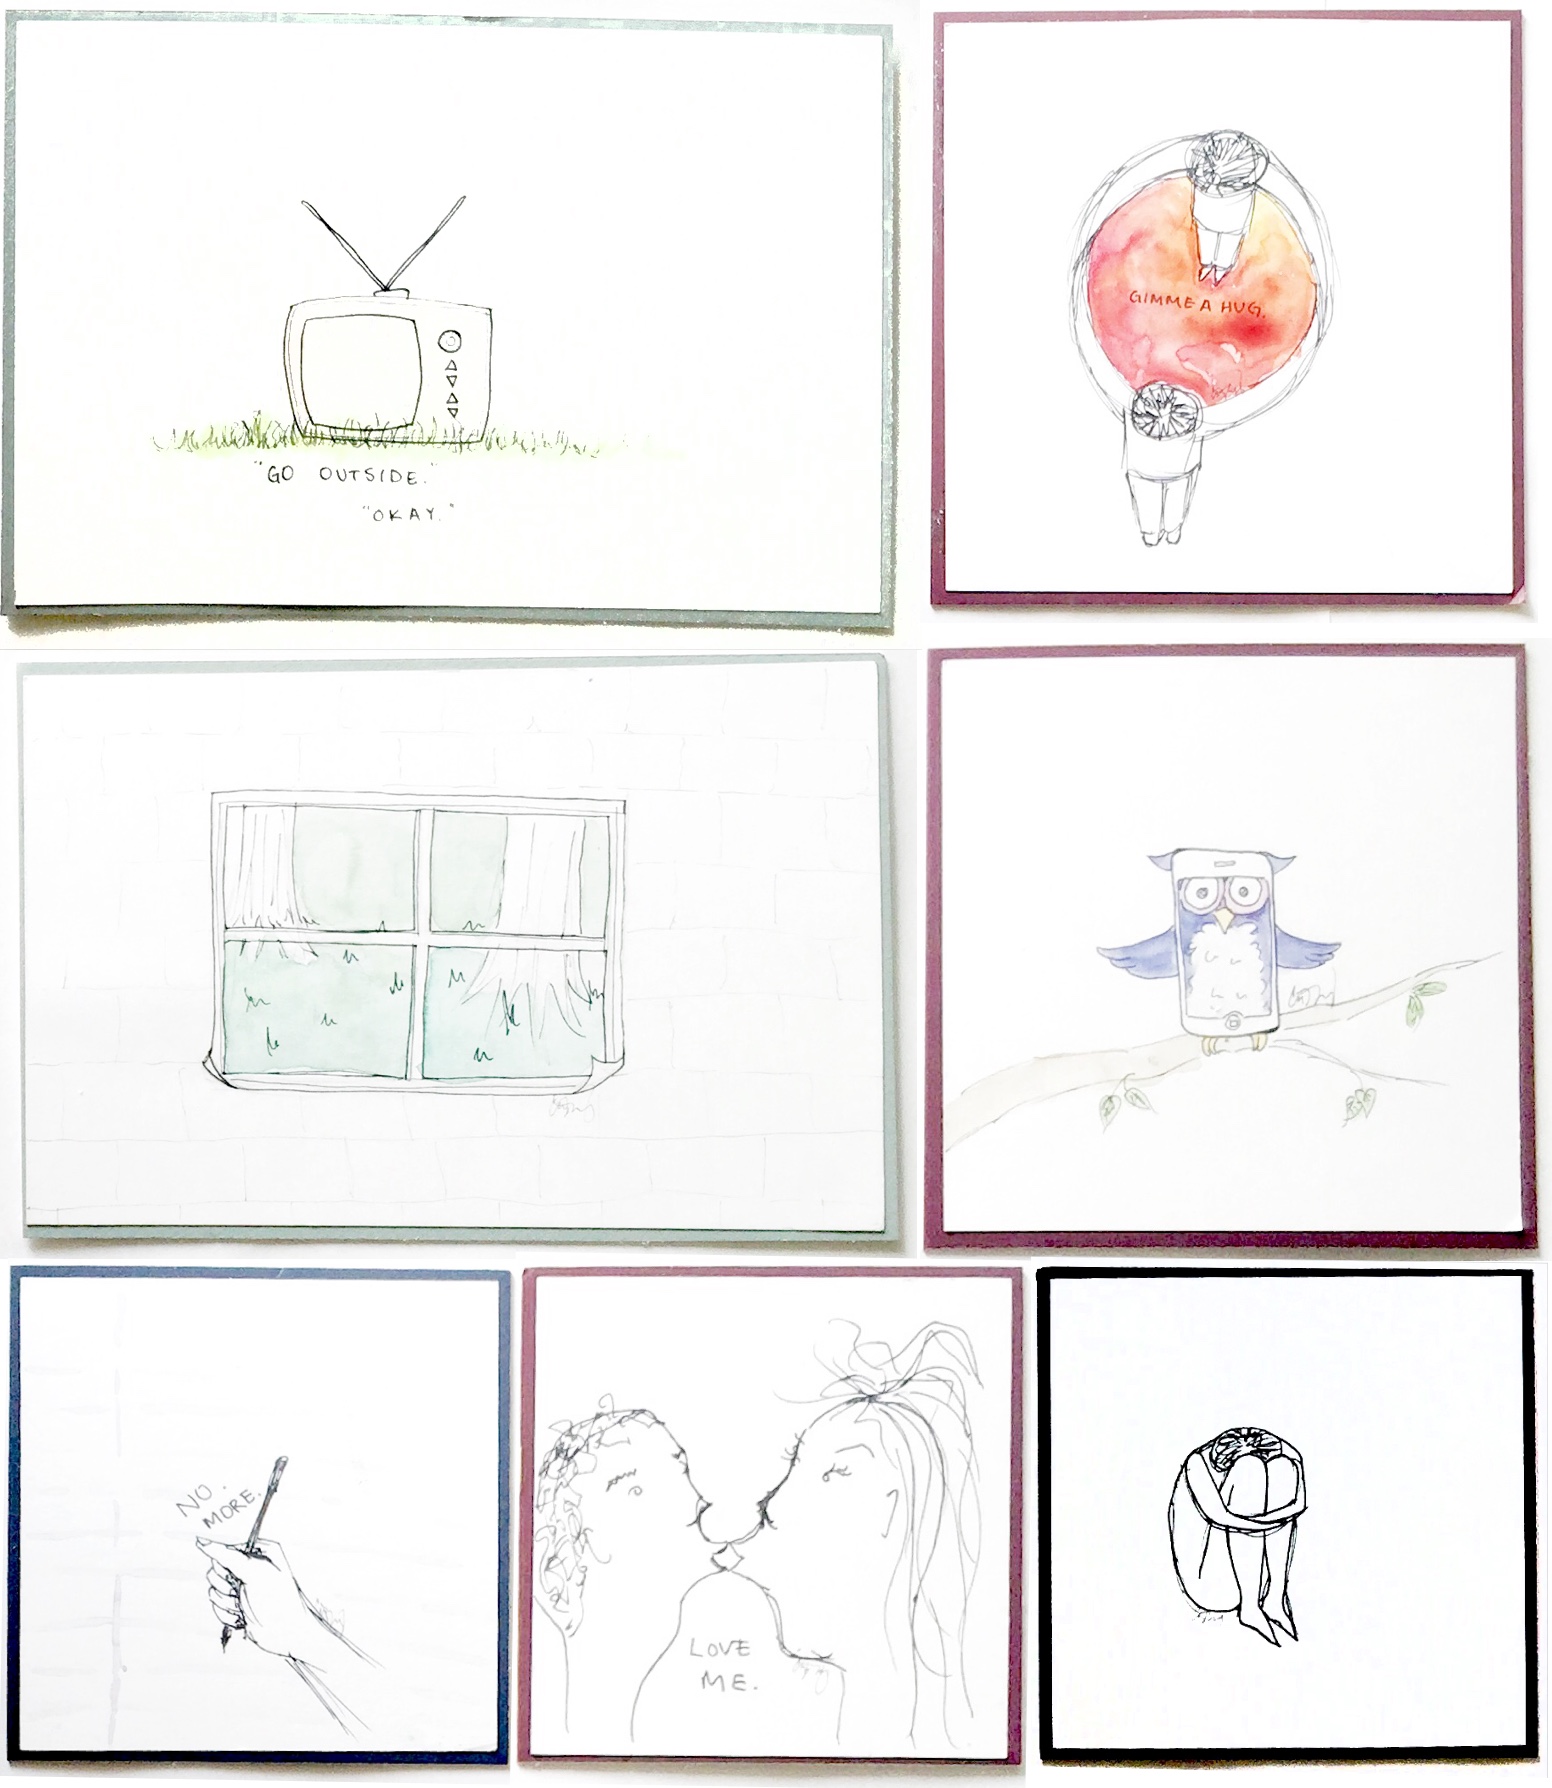 "GO OUTSIDE."
"OKAY."
GIMME A HUG.
NO.
MORE.
LOVE
ME.